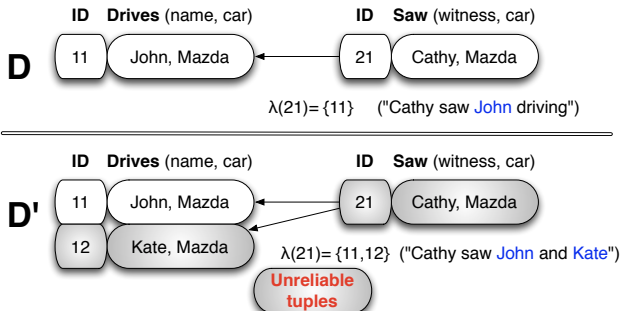 ID Drives (name, car) ID Saw (witness, car)
D 11 John, Mazda 21 Cathy, Mazda
λ(21)= {11} ("Cathy saw John driving")
ID Drives (name, car) ID Saw (witness, car)
D' 11 John, Mazda 21 Cathy, Mazda
12 Kate, Mazda λ(21)= {11,12} ("Cathy saw John and Kate")
Unreliable
tuples